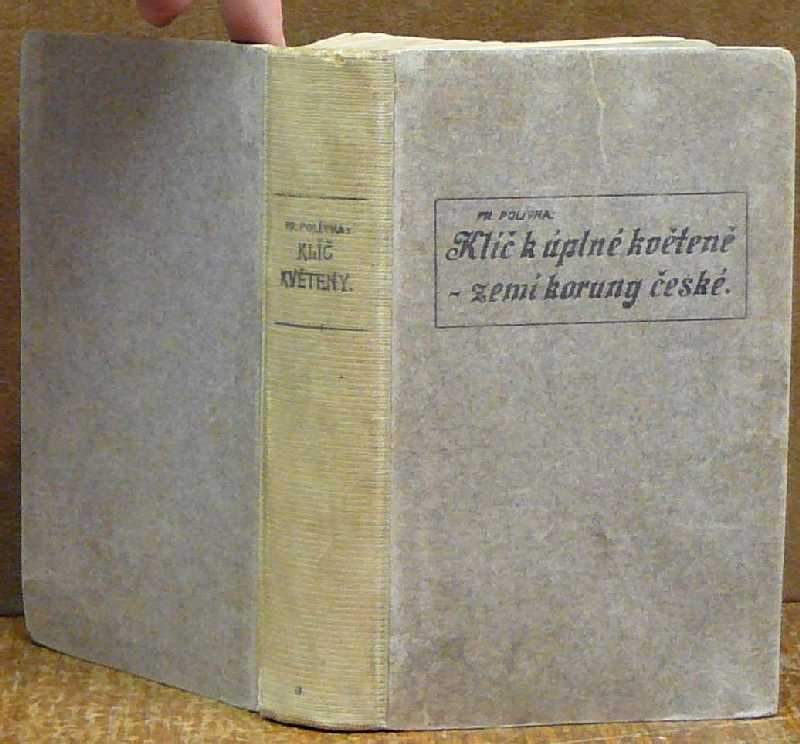 FR. POLÍVKA:
KLÍČ
KVĚTENY.
FR. POLÍVKA:
Klíč k úplné květeně
- zemí koruny české.